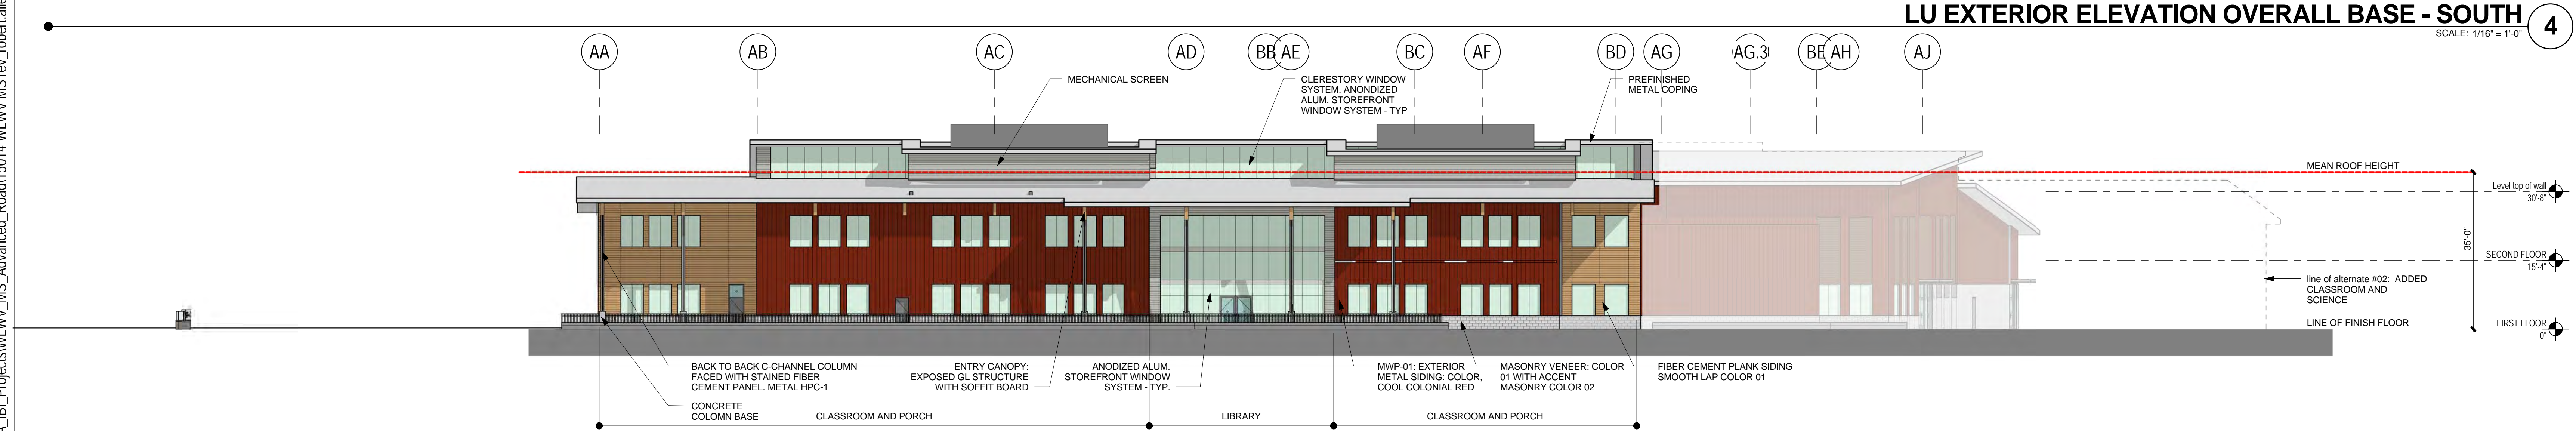 LU EXTERIOR ELEVATION OVERALL BASE - SOUTH
4
SCALE: 1/16" = 1'-0"
AA
AB
AC
AD
BB
AE
BC
AF
BD
AG
AG.3
BE
AH
AJ
MECHANICAL SCREEN
CLERESTORY WINDOW
SYSTEM. ANONDIZED
ALUM. STOREFRONT
WINDOW SYSTEM - TYP
PREFINISHED
METAL COPING
MEAN ROOF HEIGHT
Level top of wall
30'-8"
35'-0"
SECOND FLOOR
15'-4"
line of alternate #02: ADDED
CLASSROOM AND
SCIENCE
LINE OF FINISH FLOOR
FIRST FLOOR
0"
BACK TO BACK C-CHANNEL COLUMN
FACED WITH STAINED FIBER
CEMENT PANEL. METAL HPC-1
CONCRETE
COLOMN BASE
ENTRY CANOPY:
EXPOSED GL STRUCTURE
WITH SOFFIT BOARD
ANODIZED ALUM.
STOREFRONT WINDOW
SYSTEM - TYP.
MWP-01: EXTERIOR
METAL SIDING: COLOR,
COOL COLONIAL RED
MASONRY VENEER: COLOR
01 WITH ACCENT
MASONRY COLOR 02
FIBER CEMENT PLANK SIDING
SMOOTH LAP COLOR 01
CLASSROOM AND PORCH
LIBRARY
CLASSROOM AND PORCH